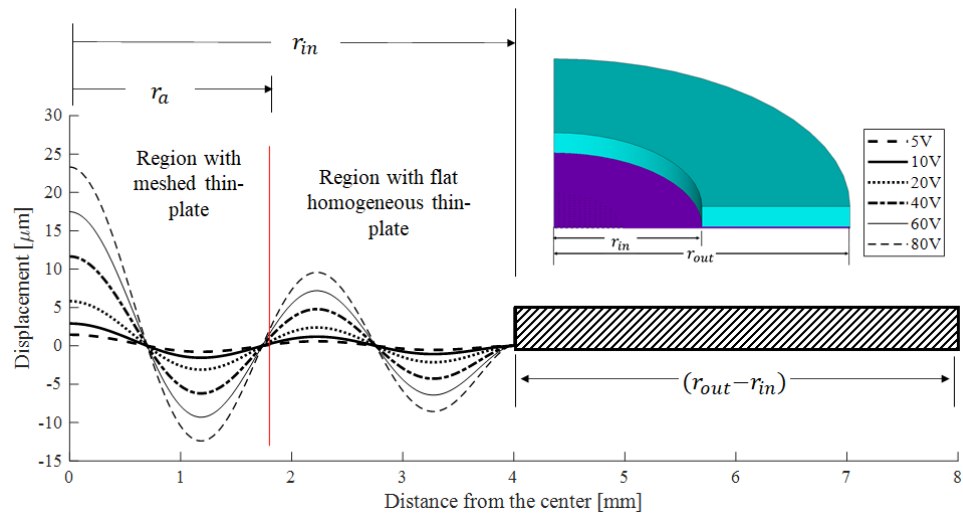 r_in
r_a
30
25
20
15
10
5
0
-5
-10
-15
Displacement [μm]
Region with
meshed thin-
plate
Region with flat
homogeneous thin-
plate
r_in
r_out
5V
10V
20V
40V
60V
80V
(r_out−r_in)
0 1 2 3 4 5 6 7 8
Distance from the center [mm]